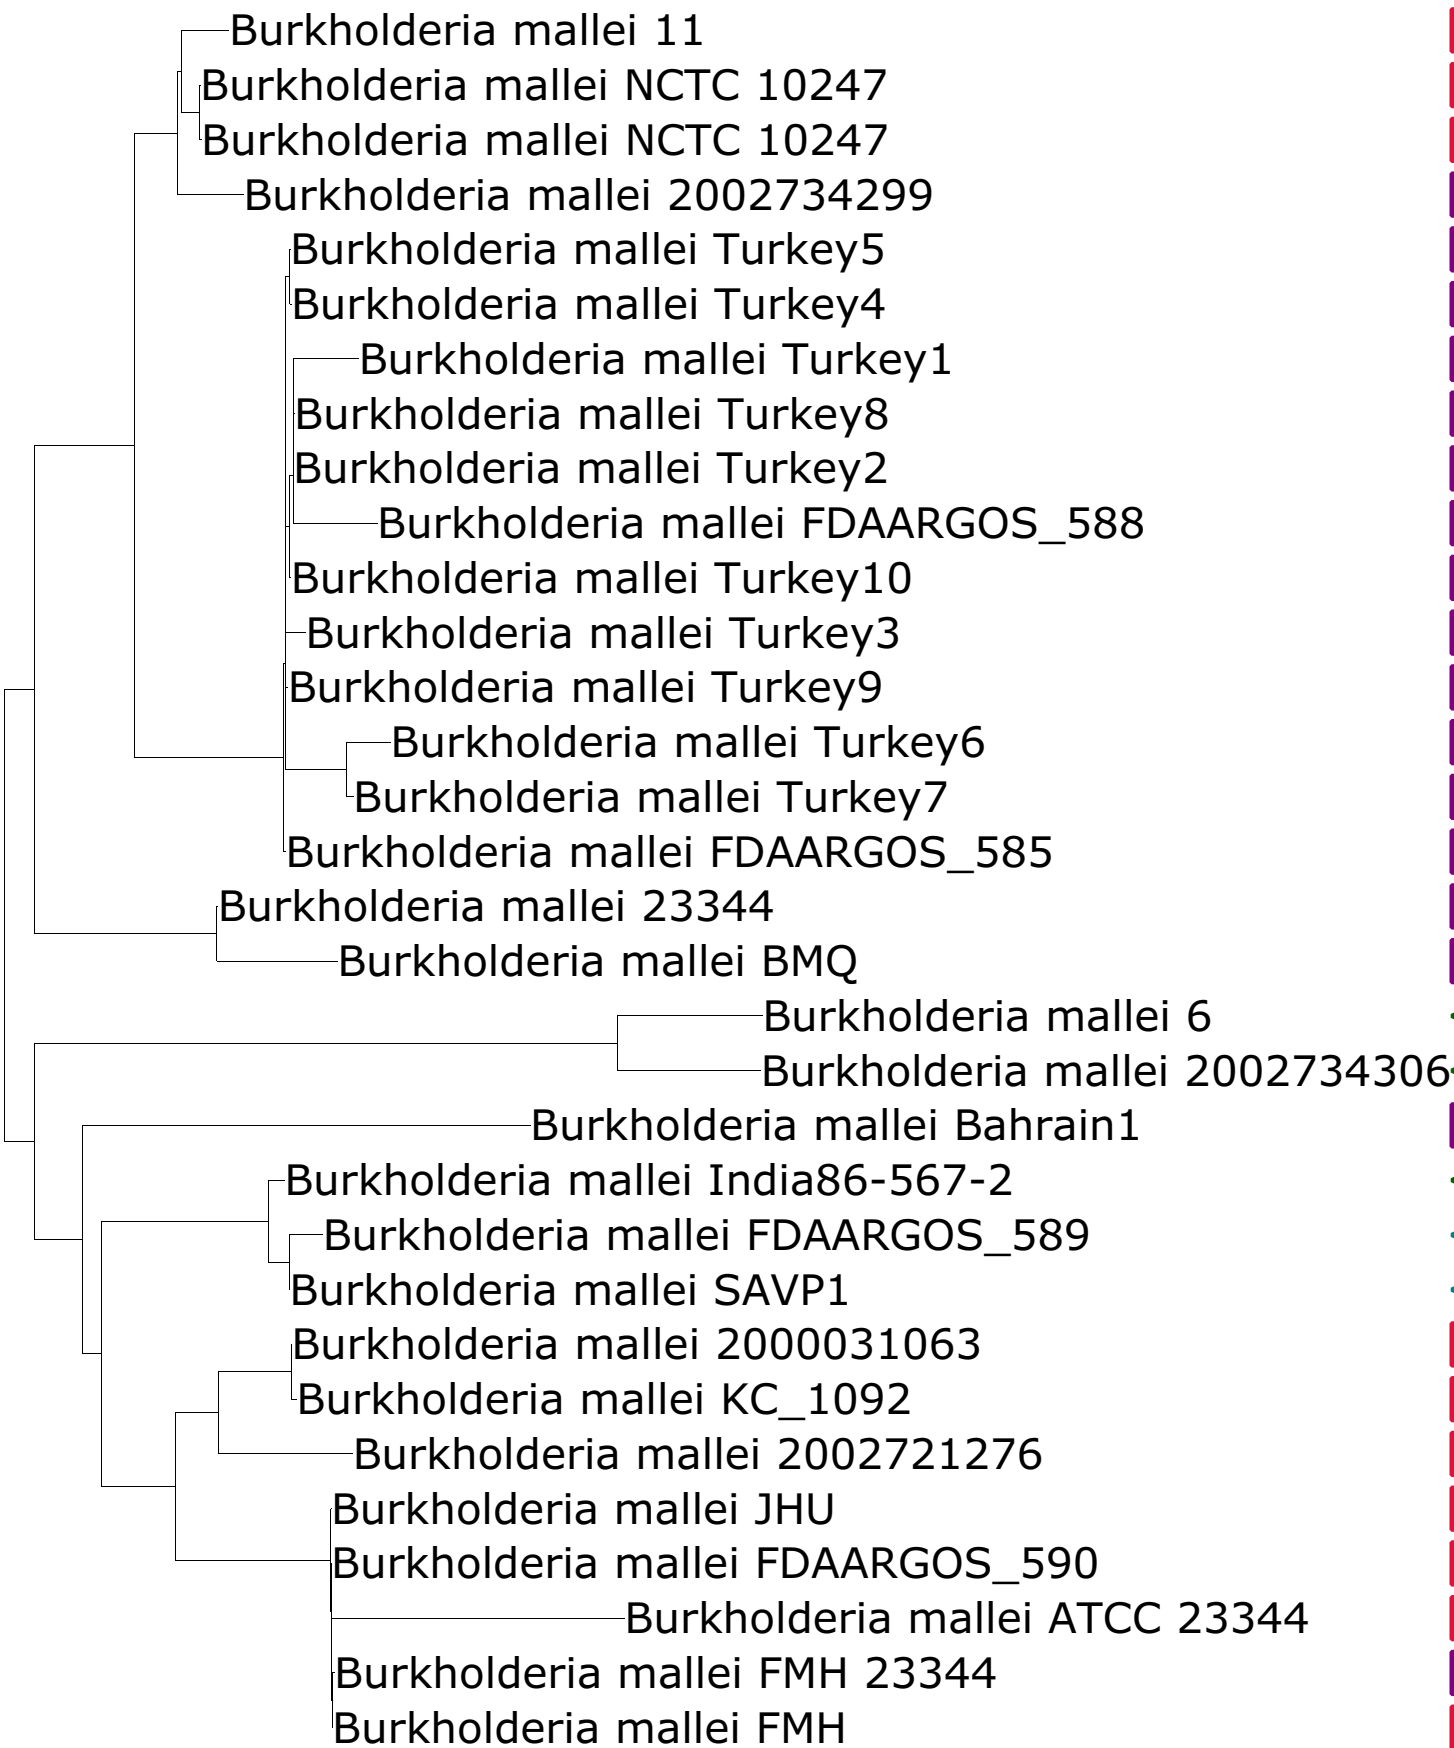 Burkholderia mallei 11
Burkholderia mallei NCTC 10247
Burkholderia mallei NCTC 10247
Burkholderia mallei 2002734299
Burkholderia mallei Turkey5
Burkholderia mallei Turkey4
Burkholderia mallei Turkey1
Burkholderia mallei Turkey8
Burkholderia mallei Turkey2
Burkholderia mallei FDAARGOS_588
Burkholderia mallei Turkey10
Burkholderia mallei Turkey3
Burkholderia mallei Turkey9
Burkholderia mallei Turkey6
Burkholderia mallei Turkey7
Burkholderia mallei FDAARGOS_585
Burkholderia mallei 23344
Burkholderia mallei BMQ
Burkholderia mallei 6
Burkholderia mallei 2002734306
Burkholderia mallei Bahrain1
Burkholderia mallei India86-567-2
Burkholderia mallei FDAARGOS_589
Burkholderia mallei SAVP1
Burkholderia mallei 2000031063
Burkholderia mallei KC_1092
Burkholderia mallei 2002721276
Burkholderia mallei JHU
Burkholderia mallei FDAARGOS_590
Burkholderia mallei ATCC 23344
Burkholderia mallei FMH 23344
Burkholderia mallei FMH